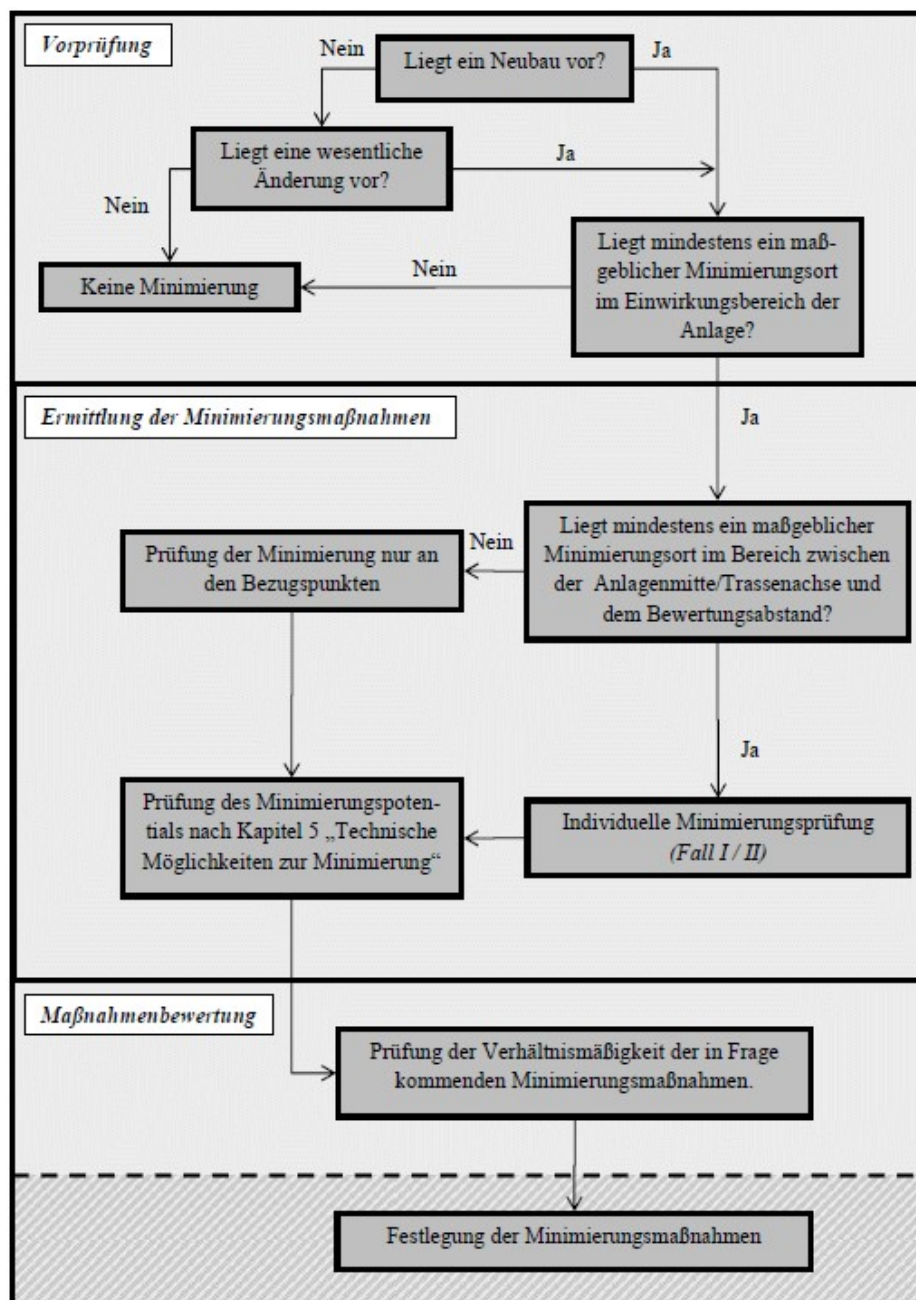 Vorprüfung
Nein
Liegt ein Neubau vor?
Ja
Liegt eine wesentliche
Änderung vor?
Ja
Nein
Liegt mindestens ein maß-
geblicher Minimierungsort
im Einwirkungsbereich der
Anlage?
Nein
Keine Minimierung
Ermittlung der Minimierungsmaßnahmen
Ja
Liegt mindestens ein maßgeblicher
Minimierungsort im Bereich zwischen
der Anlagenmitte/Trassenachse und
dem Bewertungsabstand?
Nein
Prüfung der Minimierung nur an
den Bezugspunkten
Ja
Prüfung des Minimierungspoten-
tials nach Kapitel 5 „Technische
Möglichkeiten zur Minimierung“
Individuelle Minimierungsprüfung
(Fall I / II)
Maßnahmenbewertung
Prüfung der Verhältnismäßigkeit der in Frage
kommenden Minimierungsmaßnahmen.
Festlegung der Minimierungsmaßnahmen